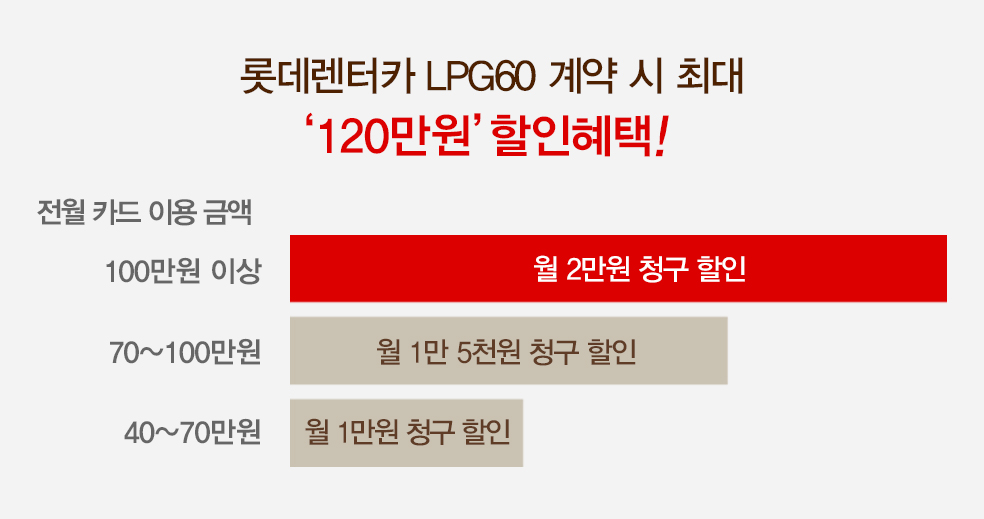 롯데렌터카 LPG60 계약 시 최대
‘120만원’ 할인혜택!
전월 카드 이용 금액
100만원 이상
월 2만원 청구 할인
70~100만원
월 1만 5천원 청구 할인
40~70만원
월 1만원 청구 할인